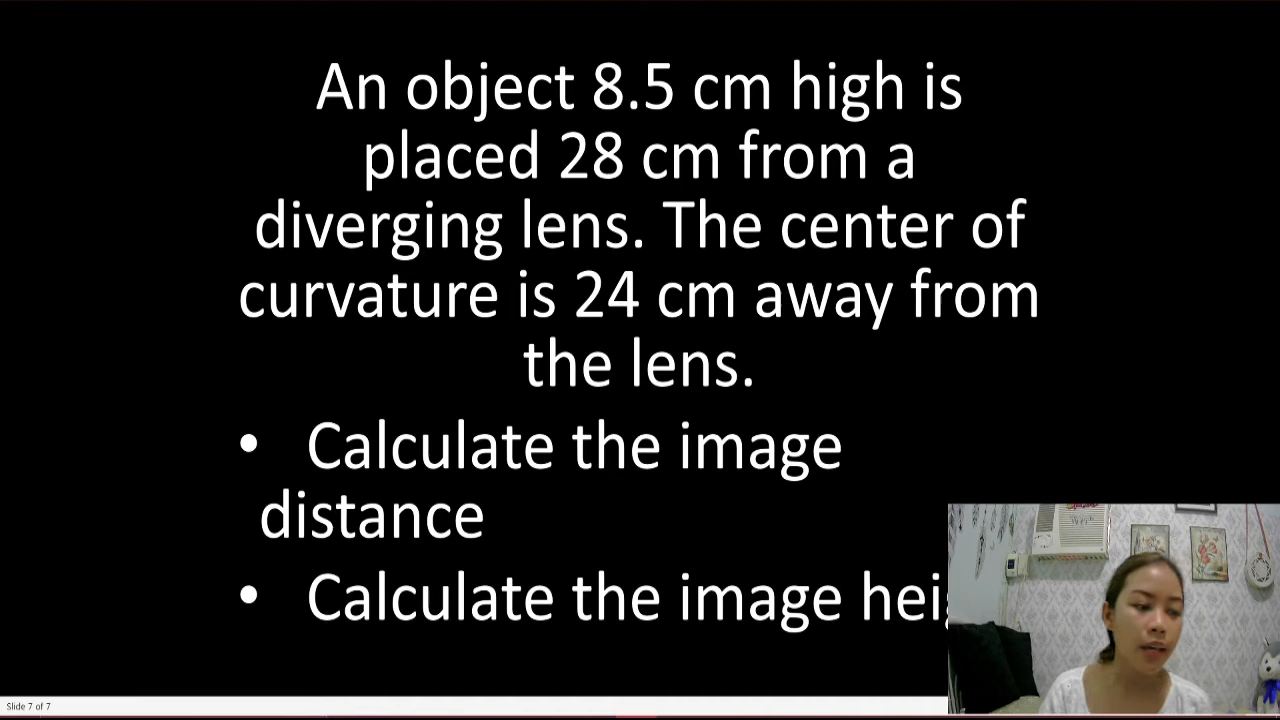 An object 8.5 cm high is
placed 28 cm from a
diverging lens. The center of
curvature is 24 cm away from
the lens.
• Calculate the image
distance
• Calculate the image
Slide 7 of 7